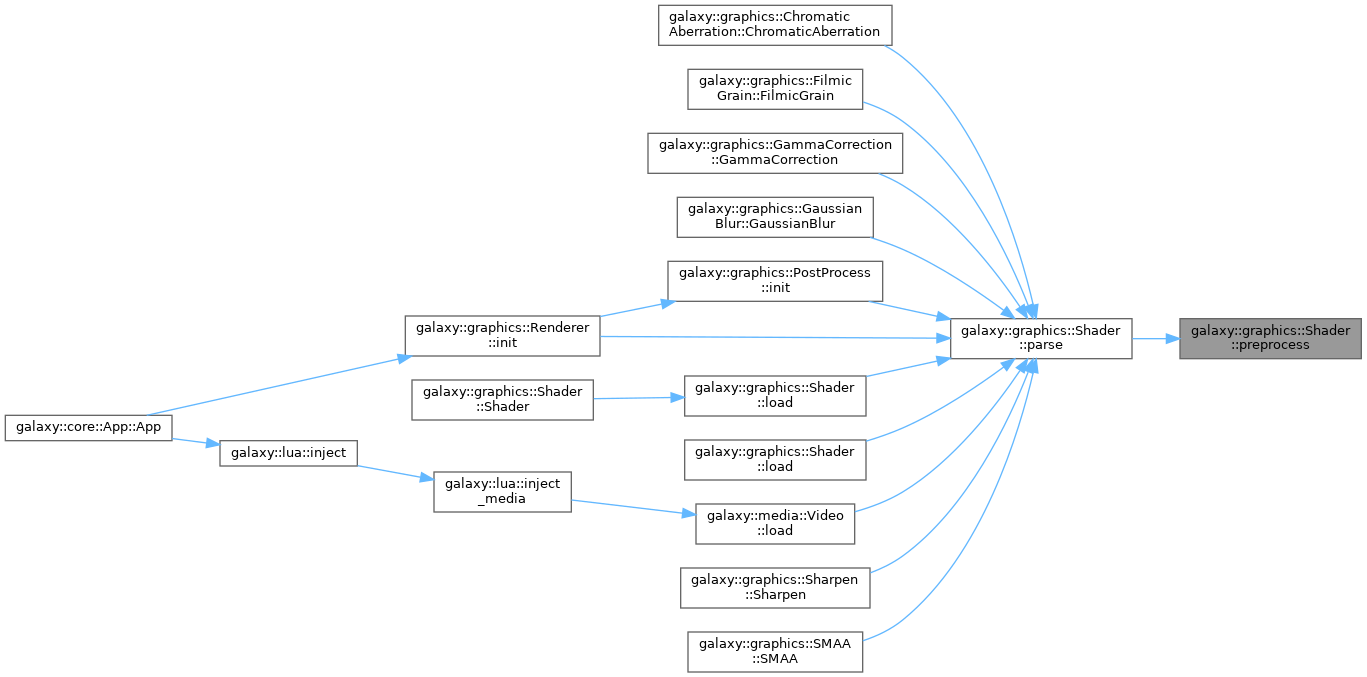 galaxy::graphics::Chromatic
Aberration::ChromaticAberration
galaxy::graphics::Filmic
Grain::FilmicGrain
galaxy::graphics::GammaCorrection
::GammaCorrection
galaxy::graphics::Gaussian
Blur::GaussianBlur
galaxy::graphics::PostProcess
::init
galaxy::graphics::Renderer
::init
galaxy::graphics::Shader
::parse
galaxy::graphics::Shader
::preprocess
galaxy::graphics::Shader
::Shader
galaxy::graphics::Shader
::load
galaxy::core::App::App
galaxy::lua::inject
galaxy::graphics::Shader
::load
galaxy::lua::inject
_media
galaxy::media::Video
::load
galaxy::graphics::Sharpen
::Sharpen
galaxy::graphics::SMAA
::SMAA